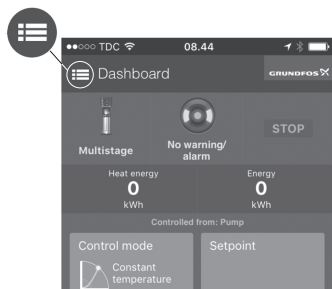 TDC 08.44
Dashboard GRUNDFOS
Multistage
No warning/
alarm
STOP
Heat energy Energy
0 0
kWh kWh
Controlled from: Pump
Control mode Setpoint
Constant
temperature